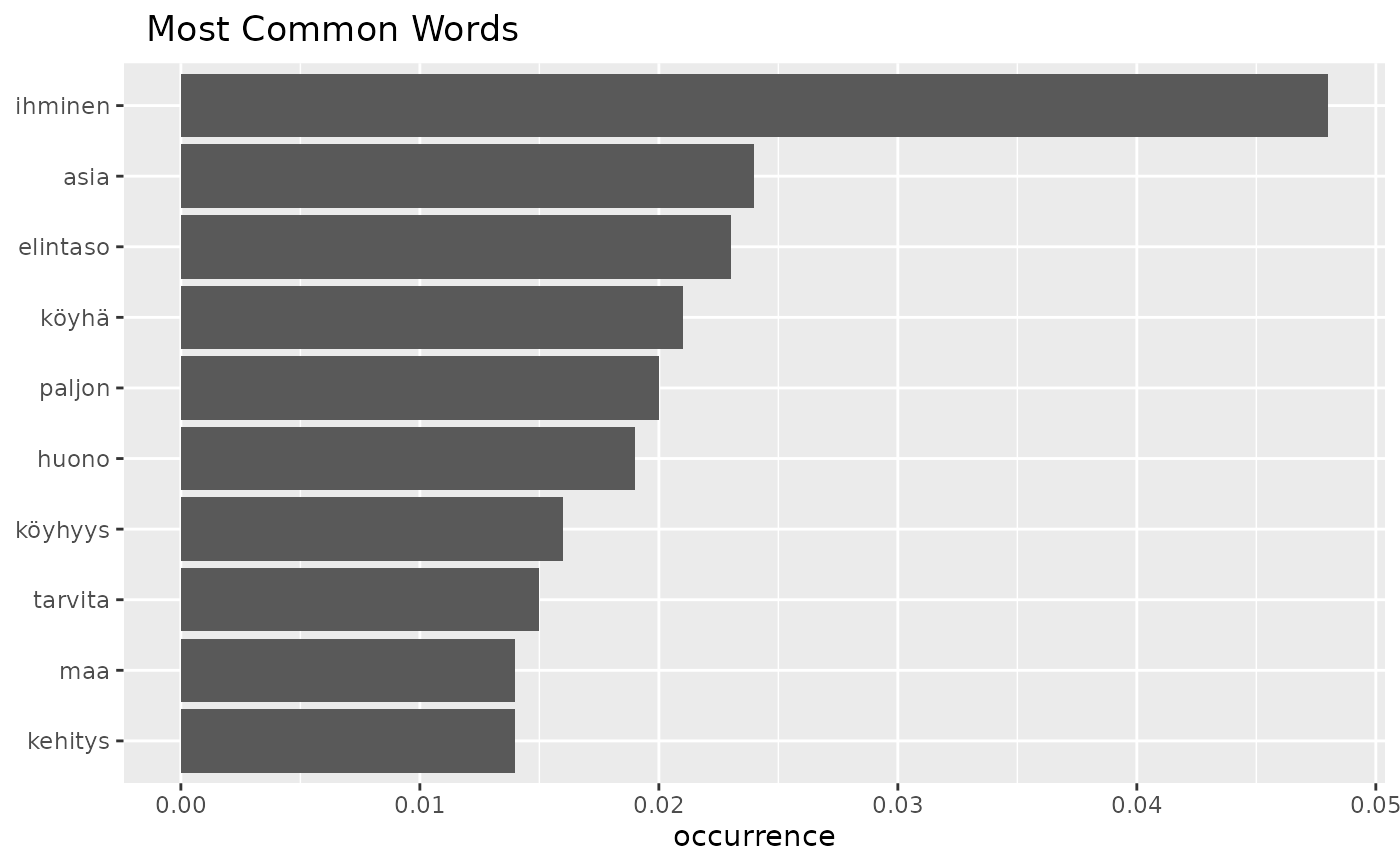 Most Common Words
ihminen
asia
elintaso
köyhä
paljon
huono
köyhyys
tarvita
maa
kehitys
0.00 0.01 0.02 0.03 0.04 0.05
occurrence